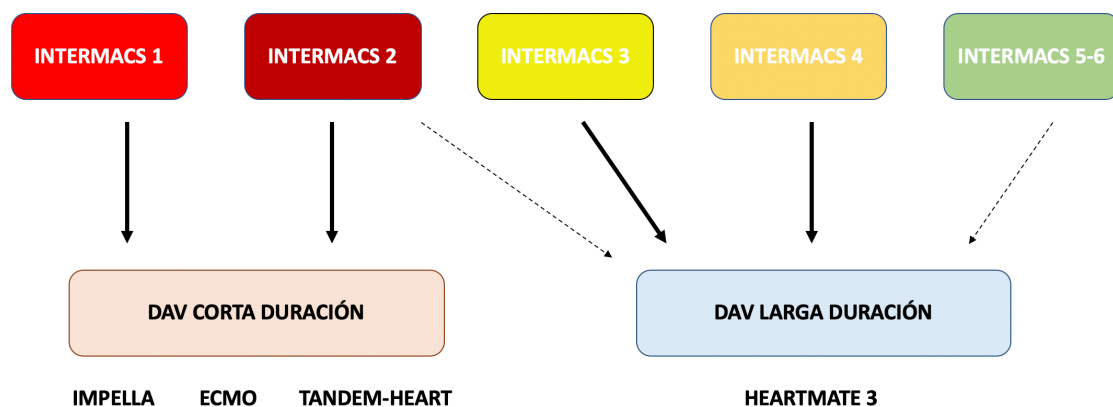 INTERMACS 1
INTERMACS 2
INTERMACS 3
INTERMACS 4
INTERMACS 5-6
DAV CORTA DURACIÓN
DAV LARGA DURACIÓN
IMPELLA ECMO TANDEM-HEART
HEARTMATE 3